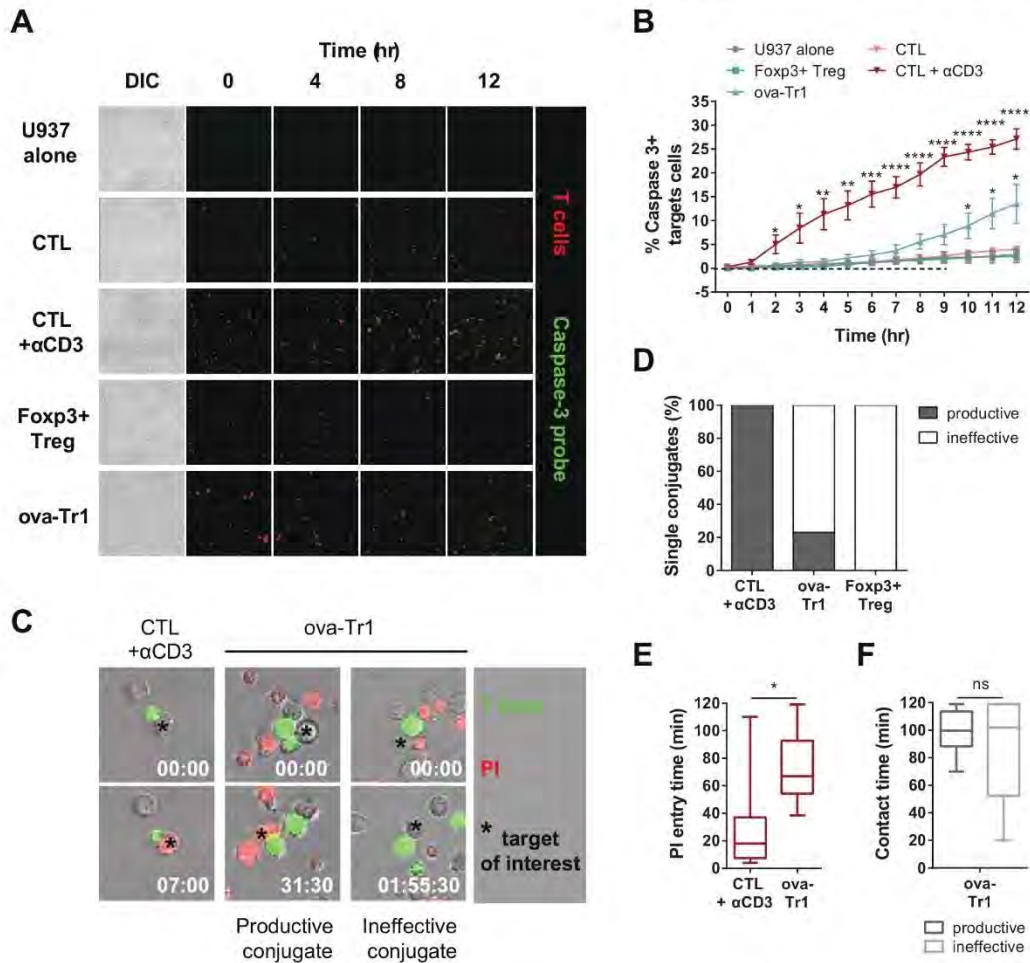 A
Time (hr)
DIC 0 4 8 12
U937
alone
CTL
CTL
+αCD3
Foxp3+
Treg
ova-Tr1
T cells
Caspase-3 probe
B
U937 alone
Foxp3+ Treg
ova-Tr1
CTL
CTL + αCD3
% Caspase 3+
targets cells
35
30
25
20
15
10
5
0
-5
* * ** ** *** **** **** **** **** **** ****
* * *
0 1 2 3 4 5 6 7 8 9 10 11 12
Time (hr)
D
Single conjugates (%)
100
80
60
40
20
0
CTL
+αCD3
ova-
Tr1
Foxp3+
Treg
productive
ineffective
C
CTL
+αCD3
ova-Tr1
* * *
00:00 00:00 00:00
* * *
07:00 31:30 01:55:30
PI
* target
of interest
Productive
conjugate
Ineffective
conjugate
E
PI entry time (min)
*
120
100
80
60
40
20
0
CTL
+ αCD3
ova-
Tr1
F
Contact time (min)
ns
120
100
80
60
40
20
0
ova-
Tr1
productive
ineffective